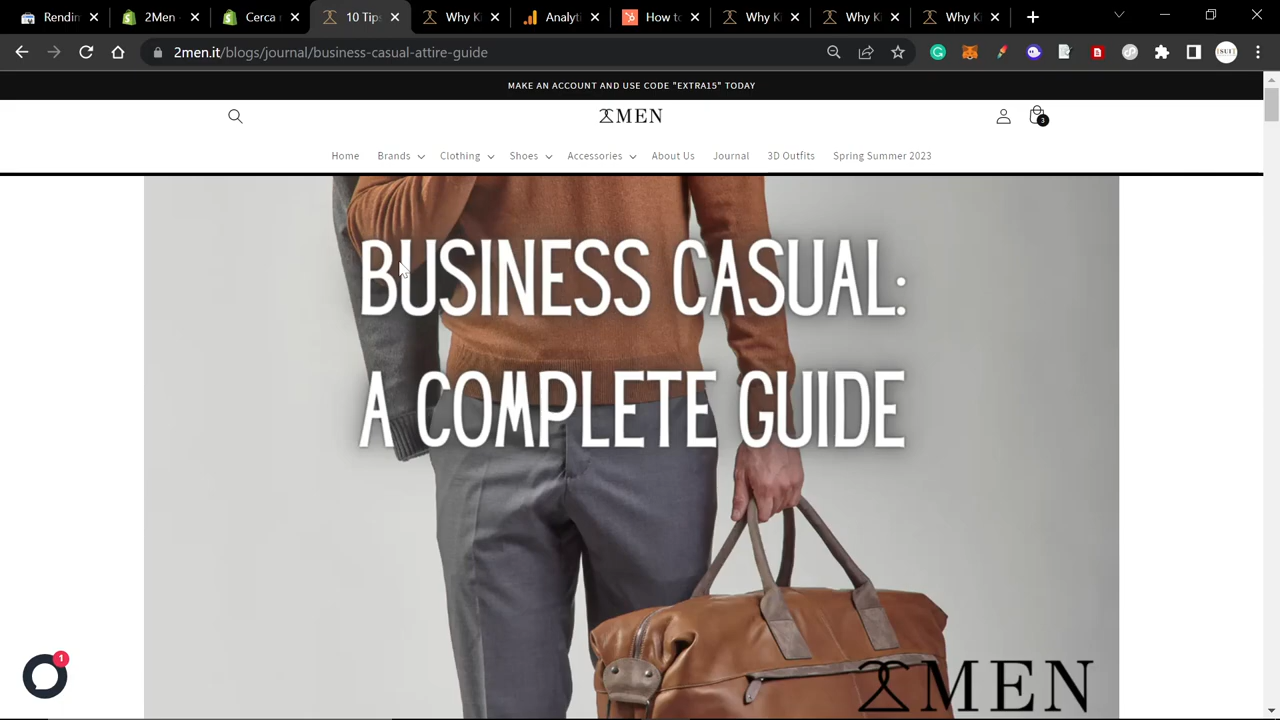 Rendin
2Men
Cerca r
10 Tips
Why K
Analyti
How to
Why K
Why K
Why K
2men.it/blogs/journal/business-casual-attire-guide
MAKE AN ACCOUNT AND USE CODE "EXTRA15" TODAY
2MEN
3
Home Brands Clothing Shoes Accessories About Us Journal 3D Outfits Spring Summer 2023
BUSINESS CASUAL:
A COMPLETE GUIDE
1
2MEN